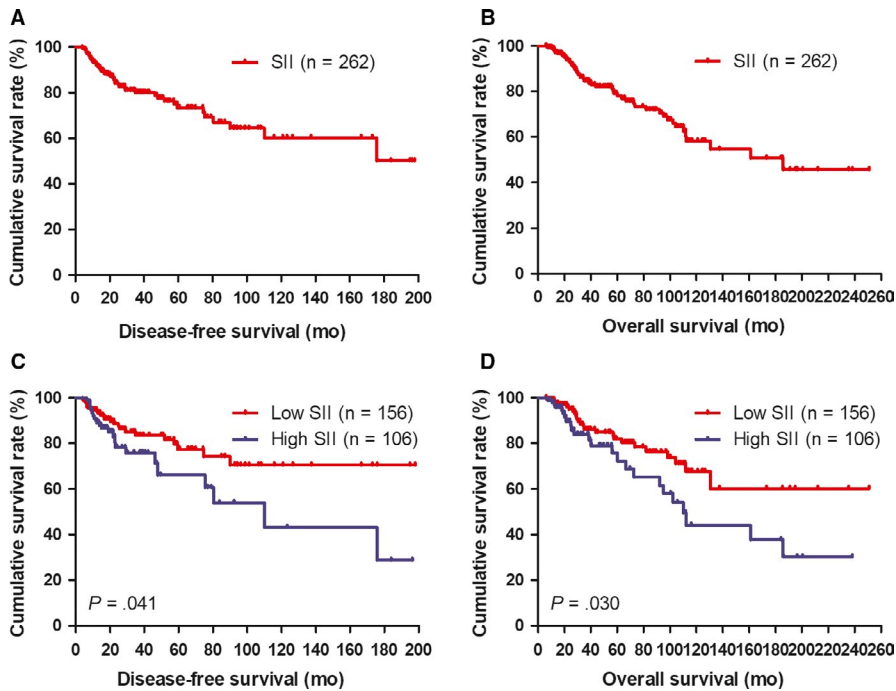 A
Cumulative survival rate (%)
100
80
60
40
20
0
SII (n = 262)
0 20 40 60 80 100 120 140 160 180 200
Disease-free survival (mo)
B
Cumulative survival rate (%)
100
80
60
40
20
0
SII (n = 262)
0 20 40 60 80 100120140160180200220240260
Overall survival (mo)
C
Cumulative survival rate (%)
100
80
60
40
20
0
Low SII (n = 156)
High SII (n = 106)
P = .041
0 20 40 60 80 100 120 140 160 180 200
Disease-free survival (mo)
D
Cumulative survival rate (%)
100
80
60
40
20
0
Low SII (n = 156)
High SII (n = 106)
P = .030
0 20 40 60 80 100120140160180200220240260
Overall survival (mo)